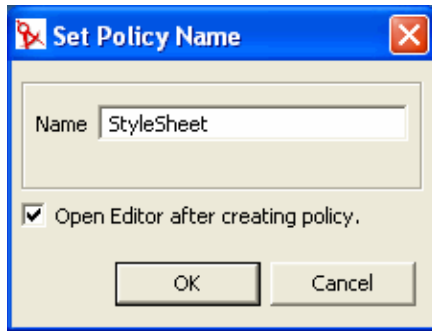 Set Policy Name
Name StyleSheet
Open Editor after creating policy.
OK Cancel